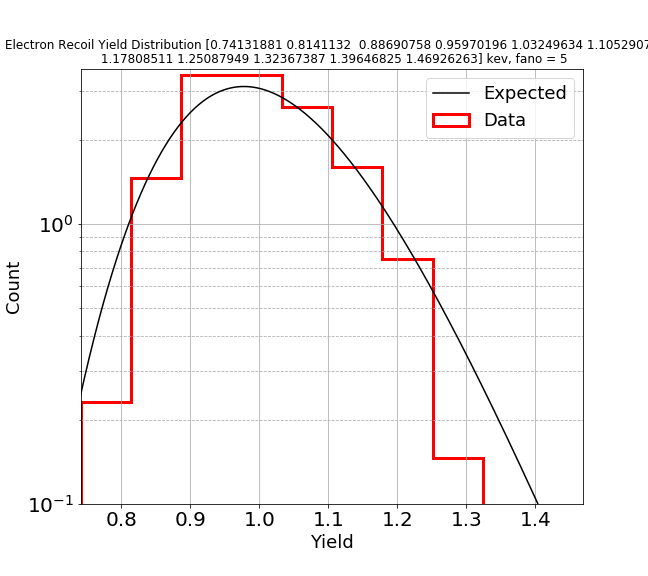 Electron Recoil Yield Distribution [0.74131881 0.8141132 0.88690758 0.95970196 1.03249634 1.1052907
1.17808511 1.25087949 1.32367387 1.39646825 1.46926263] kev, fano = 5
Expected
Data
10⁰
10⁻¹
Count
0.8 0.9 1.0 1.1 1.2 1.3 1.4
Yield